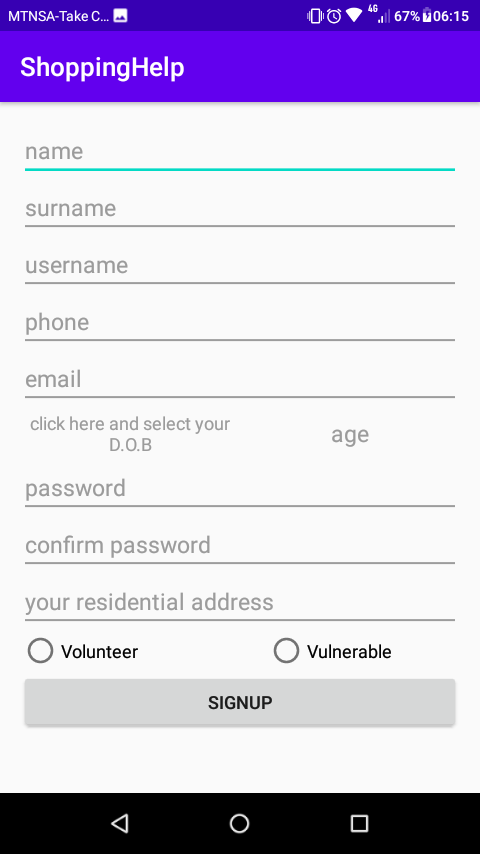 MTNSA-Take C... 4G 67% 06:15
ShoppingHelp
name
surname
username
phone
email
click here and select your
D.O.B
age
password
confirm password
your residential address
Volunteer Vulnerable
SIGNUP